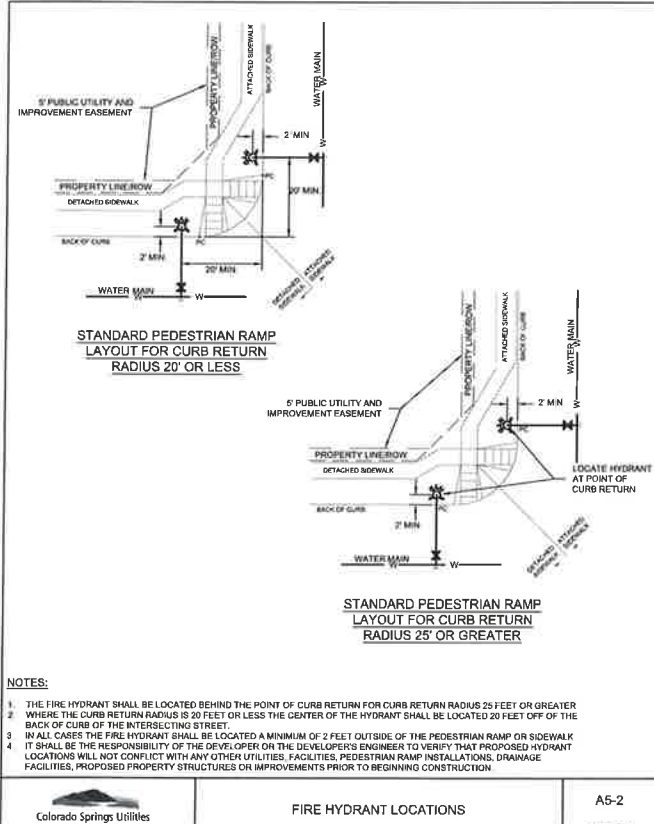 5' PUBLIC UTILITY AND
IMPROVEMENT EASEMENT
PROPERTY LINE/ROW
ATTACHED SIDEWALK
BACK OF CURB
WATER MAIN
W
W
2' MIN
PROPERTY LINE/ROW
DETACHED SIDEWALK
PC
20' MIN.
BACK OF CURB
PC
2' MIN
20' MIN.
DETACHED SIDEWALK
ATTACHED SIDEWALK
WATER MAIN
W
W
STANDARD PEDESTRIAN RAMP
LAYOUT FOR CURB RETURN
RADIUS 20' OR LESS
5' PUBLIC UTILITY AND
IMPROVEMENT EASEMENT
PROPERTY LINE/ROW
ATTACHED SIDEWALK
BACK OF CURB
WATER MAIN
W
W
2' MIN
PC
PROPERTY LINE/ROW
DETACHED SIDEWALK
LOCATE HYDRANT
AT POINT OF
CURB RETURN
BACK OF CURB
PC
2' MIN
DETACHED SIDEWALK
ATTACHED SIDEWALK
WATER MAIN
W
W
STANDARD PEDESTRIAN RAMP
LAYOUT FOR CURB RETURN
RADIUS 25' OR GREATER
NOTES:
1. THE FIRE HYDRANT SHALL BE LOCATED BEHIND THE POINT OF CURB RETURN FOR CURB RETURN RADIUS 25 FEET OR GREATER
2 WHERE THE CURB RETURN RADIUS IS 20 FEET OR LESS THE CENTER OF THE HYDRANT SHALL BE LOCATED 20 FEET OFF OF THE
BACK OF CURB OF THE INTERSECTING STREET.
3 IN ALL CASES THE FIRE HYDRANT SHALL BE LOCATED A MINIMUM OF 2 FEET OUTSIDE OF THE PEDESTRIAN RAMP OR SIDEWALK
4 IT SHALL BE THE RESPONSIBILITY OF THE DEVELOPER OR THE DEVELOPER'S ENGINEER TO VERIFY THAT PROPOSED HYDRANT
LOCATIONS WILL NOT CONFLICT WITH ANY OTHER UTILITIES, FACILITIES, PEDESTRIAN RAMP INSTALLATIONS, DRAINAGE
FACILITIES, PROPOSED PROPERTY STRUCTURES OR IMPROVEMENTS PRIOR TO BEGINNING CONSTRUCTION
Colorado Springs Utilities
FIRE HYDRANT LOCATIONS
A5-2